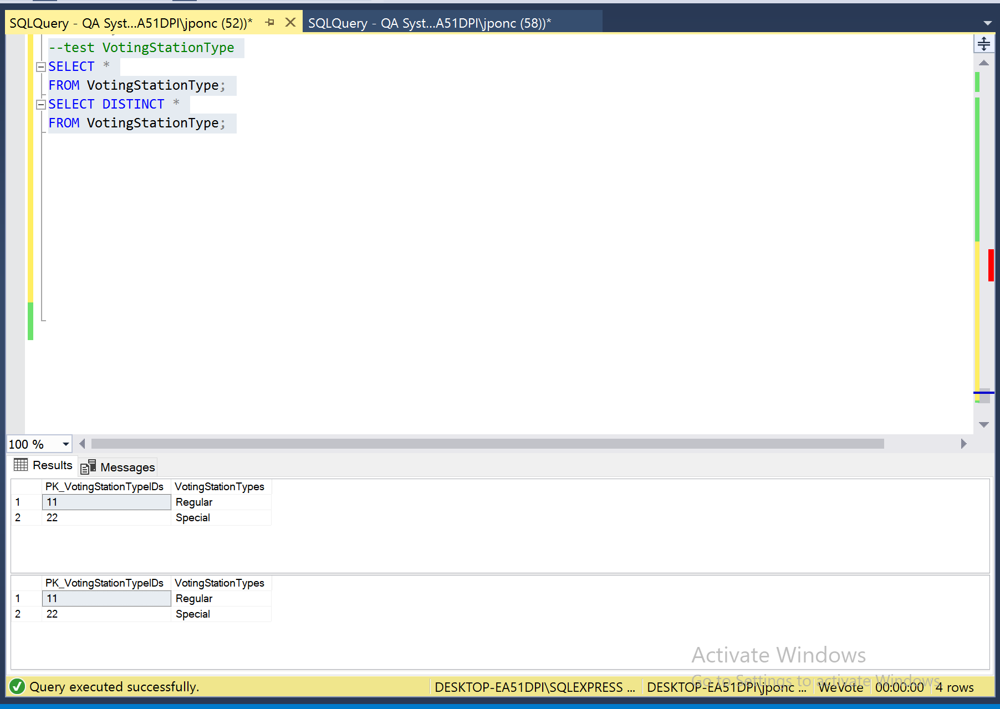 SQLQuery - QA Syst...A51DPI\jponc (52))*
SQLQuery - QA Syst...A51DPI\jponc (58))*
--test VotingStationType
SELECT *
FROM VotingStationType;
SELECT DISTINCT *
FROM VotingStationType;
100 %
Results
Messages
PK_VotingStationTypeIDs VotingStationTypes
1 11 Regular
2 22 Special
PK_VotingStationTypeIDs VotingStationTypes
1 11 Regular
2 22 Special
Activate Windows
Go to Settings to activate Windows.
Query executed successfully.
DESKTOP-EA51DPI\SQLEXPRESS ...
DESKTOP-EA51DPI\jponc ...
WeVote
00:00:00
4 rows